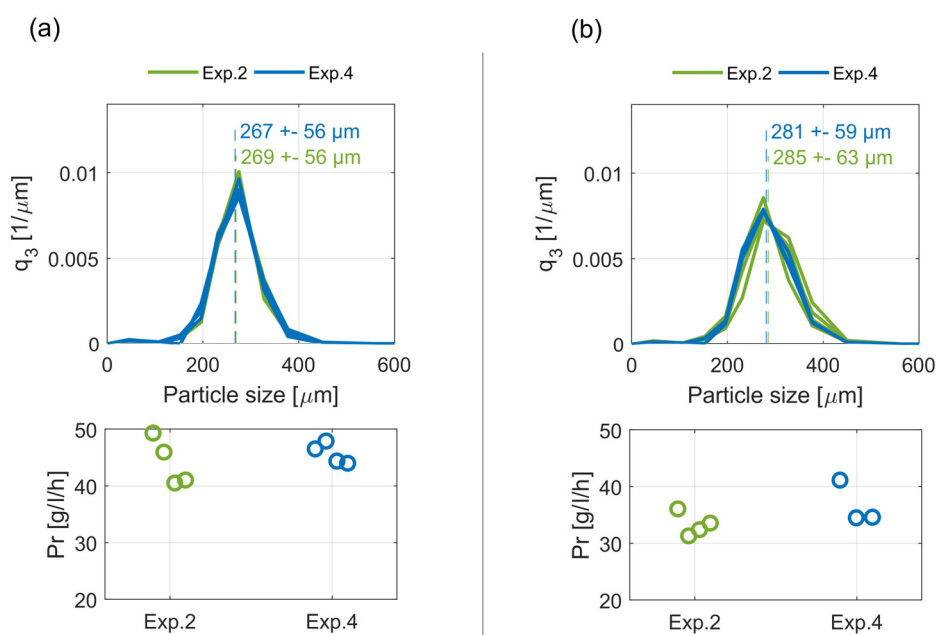 (a)
Exp.2 Exp.4
267 +- 56 µm
269 +- 56 µm
0.01
0.005
0
q3 [1/µm]
0 200 400 600
Particle size [µm]
50
40
30
20
Pr [g/l/h]
Exp.2 Exp.4
(b)
Exp.2 Exp.4
281 +- 59 µm
285 +- 63 µm
0.01
0.005
0
q3 [1/µm]
0 200 400 600
Particle size [µm]
50
40
30
20
Pr [g/l/h]
Exp.2 Exp.4